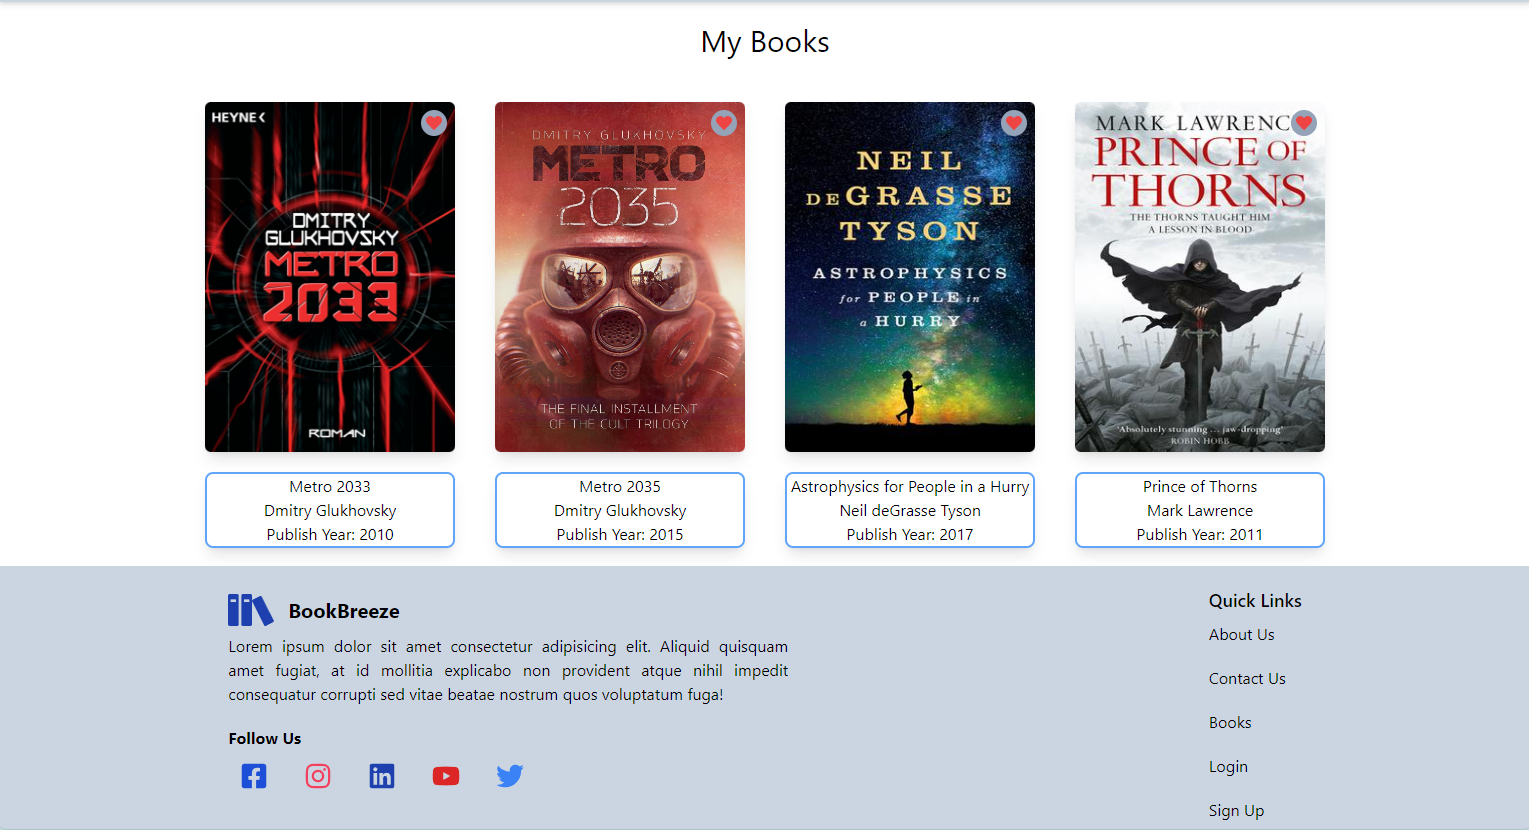 My Books
HEYNE <
DMITRY
GLUKHOVSKY
METRO
2033
ROMAN
DMITRY GLUKHOVSKY
METRO
2035
THE FINAL INSTALLMENT
OF THE CULT TRILOGY
NEIL
DEGRASSE
TYSON
ASTROPHYSICS
for PEOPLE in
a HURRY
MARK LAWRENC
PRINCE OF
THORNS
THE THORNS TAUGHT HIM
A LESSON IN BLOOD
'Absolutely stunning ... jaw-dropping'
ROBIN HOBB
Metro 2033
Dmitry Glukhovsky
Publish Year: 2010
Metro 2035
Dmitry Glukhovsky
Publish Year: 2015
Astrophysics for People in a Hurry
Neil deGrasse Tyson
Publish Year: 2017
Prince of Thorns
Mark Lawrence
Publish Year: 2011
BookBreeze
Lorem ipsum dolor sit amet consectetur adipisicing elit. Aliquid quisquam
amet fugiat, at id mollitia explicabo non provident atque nihil impedit
consequatur corrupti sed vitae beatae nostrum quos voluptatum fuga!
Follow Us
Quick Links
About Us
Contact Us
Books
Login
Sign Up